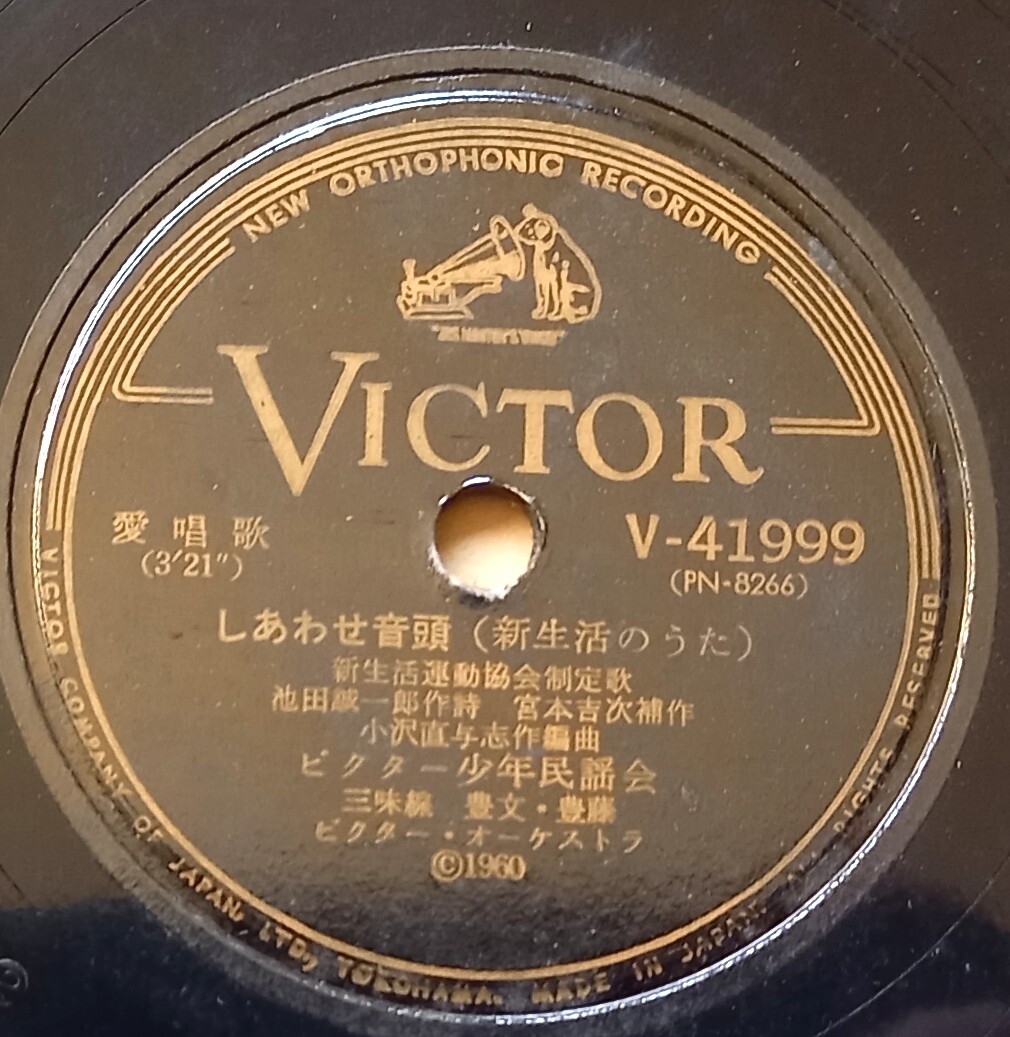 NEW ORTHOPHONIC RECORDING
"HIS MASTER'S VOICE"
VICTOR
愛唱歌
(3′21″)
V-41999
(PN-8266)
しあわせ音頭（新生活のうた）
新生活運動協会制定歌
池田誠一郎作詩 宮本吉次補作
小沢直与志作編曲
ビクター少年民謡会
三味線 豊文・豊藤
ビクター・オーケストラ
©1960
VICTOR COMPANY OF JAPAN, LTD., YOKOHAMA. MADE IN JAPAN. ALL RIGHTS RESERVED